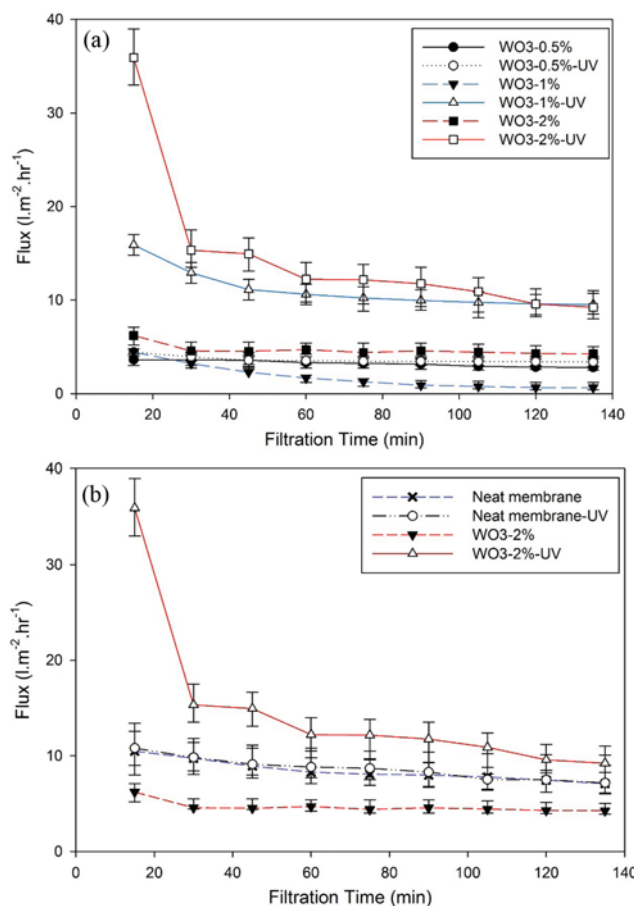 (a)
WO3-0.5%
WO3-0.5%-UV
WO3-1%
WO3-1%-UV
WO3-2%
WO3-2%-UV
40
30
20
10
0
Flux (l.m-2.hr-1)
0 20 40 60 80 100 120 140
Filtration Time (min)
(b)
Neat membrane
Neat membrane-UV
WO3-2%
WO3-2%-UV
40
30
20
10
0
Flux (l.m-2.hr-1)
0 20 40 60 80 100 120 140
Filtration Time (min)